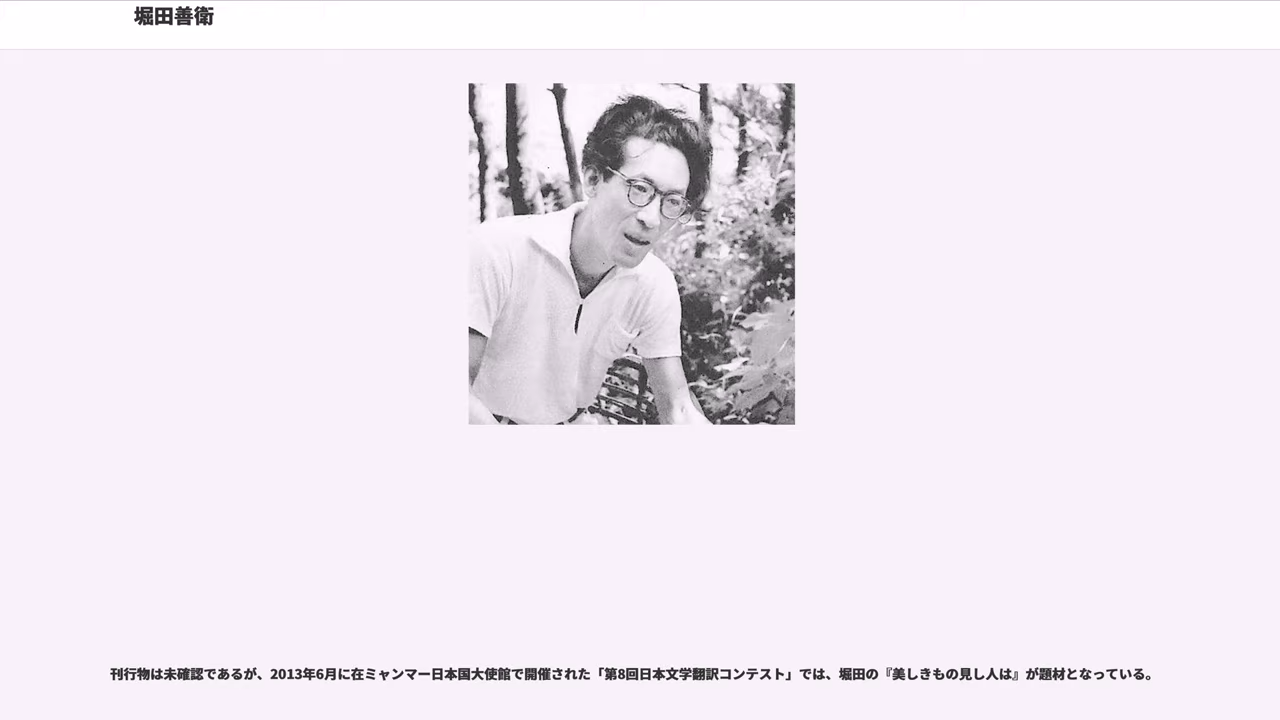 堀田善衛
刊行物は未確認であるが、2013年6月に在ミャンマー日本国大使館で開催された「第8回日本文学翻訳コンテスト」では、堀田の『美しきもの見し人は』が題材となっている。